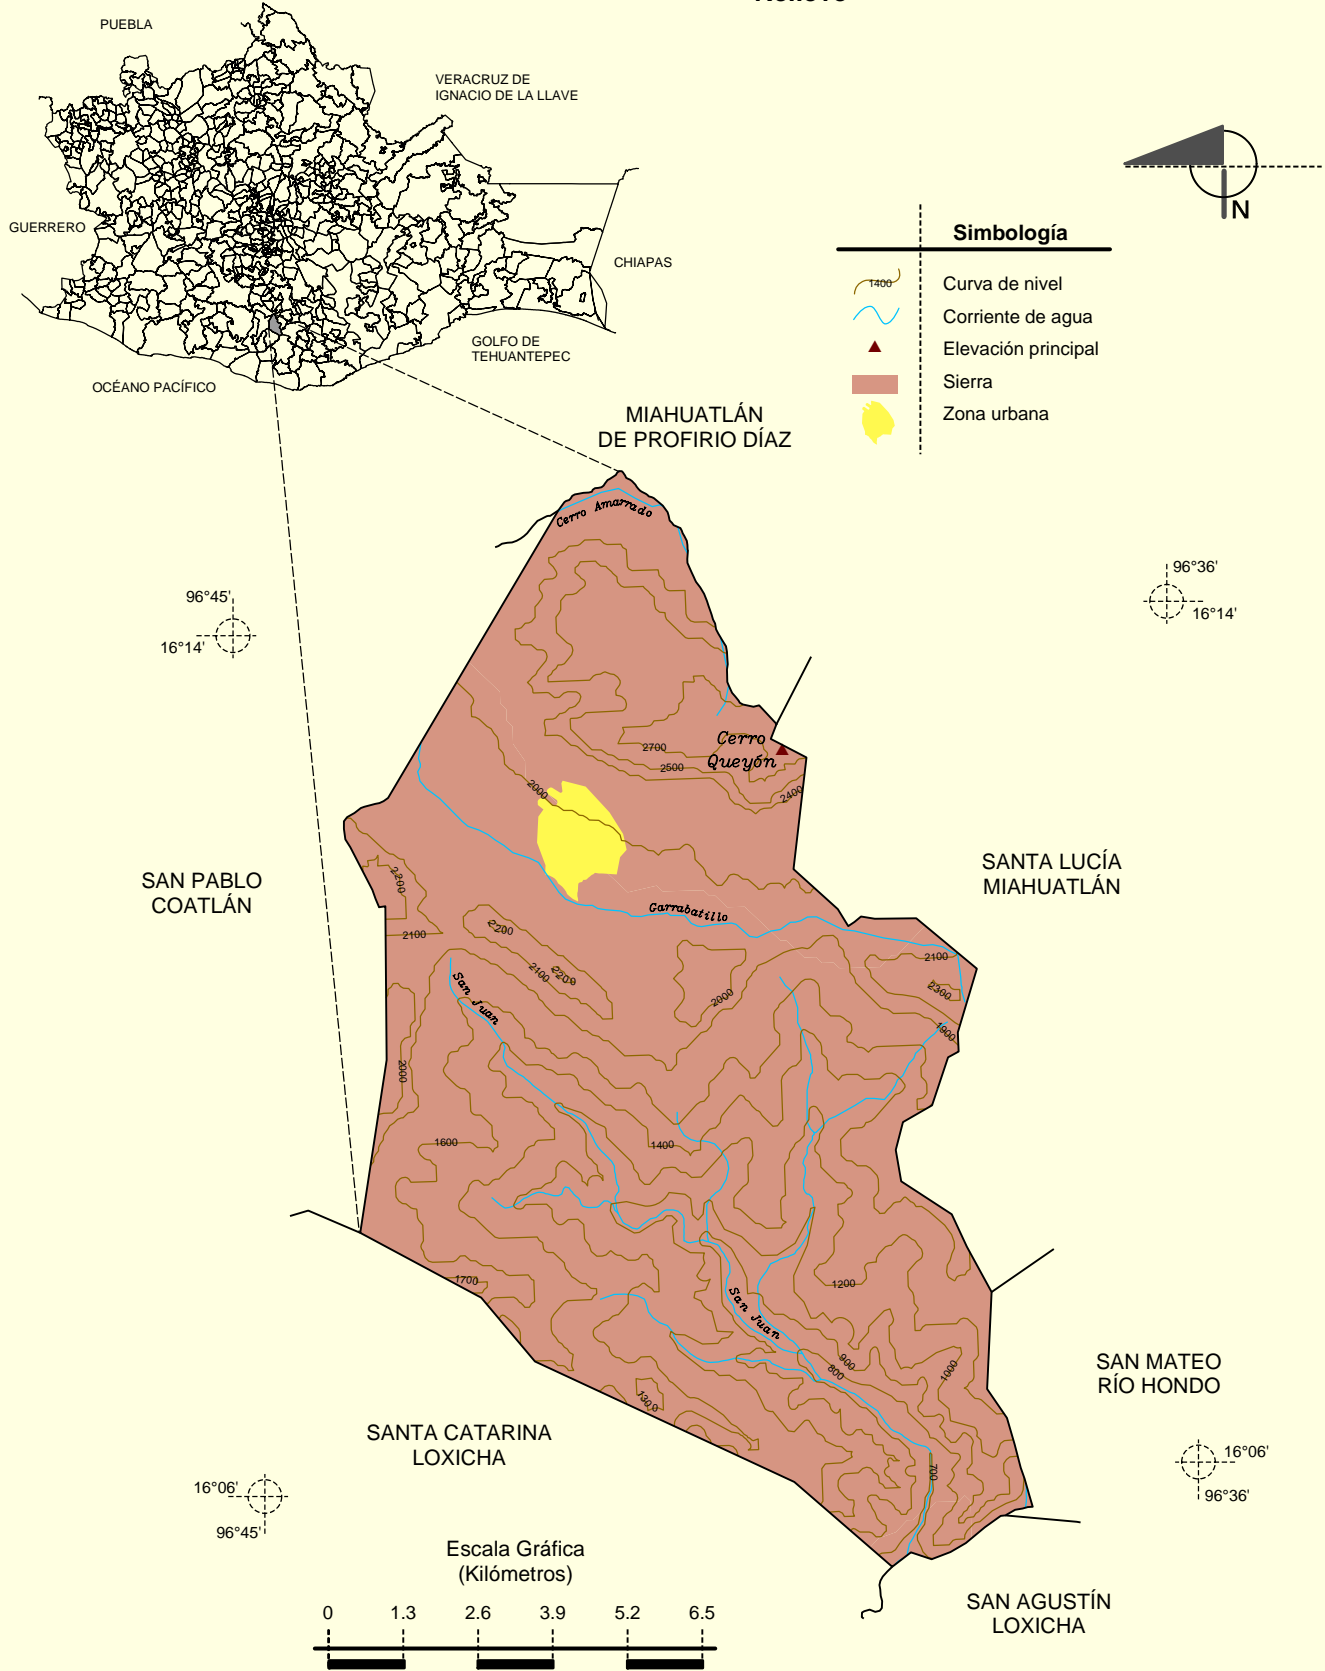 Relieve
PUEBLA
VERACRUZ DE
IGNACIO DE LA LLAVE
GUERRERO
CHIAPAS
GOLFO DE
TEHUANTEPEC
OCÉANO PACÍFICO
N
Simbología
1400
Curva de nivel
Corriente de agua
Elevación principal
Sierra
Zona urbana
MIAHUATLÁN
DE PROFIRIO DÍAZ
Cerro Amarrado
96°45'
16°14'
96°36'
16°14'
Cerro
Queyón
2700
2500
2400
2000
SAN PABLO
COATLÁN
SANTA LUCÍA
MIAHUATLÁN
2200
Garrabatillo
2200
2100
2100
2200
2100
2300
2000
San Juan
1900
2000
1600
1400
1700
1200
San Juan
900
800
1000
1300
700
SAN MATEO
RÍO HONDO
SANTA CATARINA
LOXICHA
16°06'
96°45'
16°06'
96°36'
SAN AGUSTÍN
LOXICHA
Escala Gráfica
(Kilómetros)
0 1.3 2.6 3.9 5.2 6.5